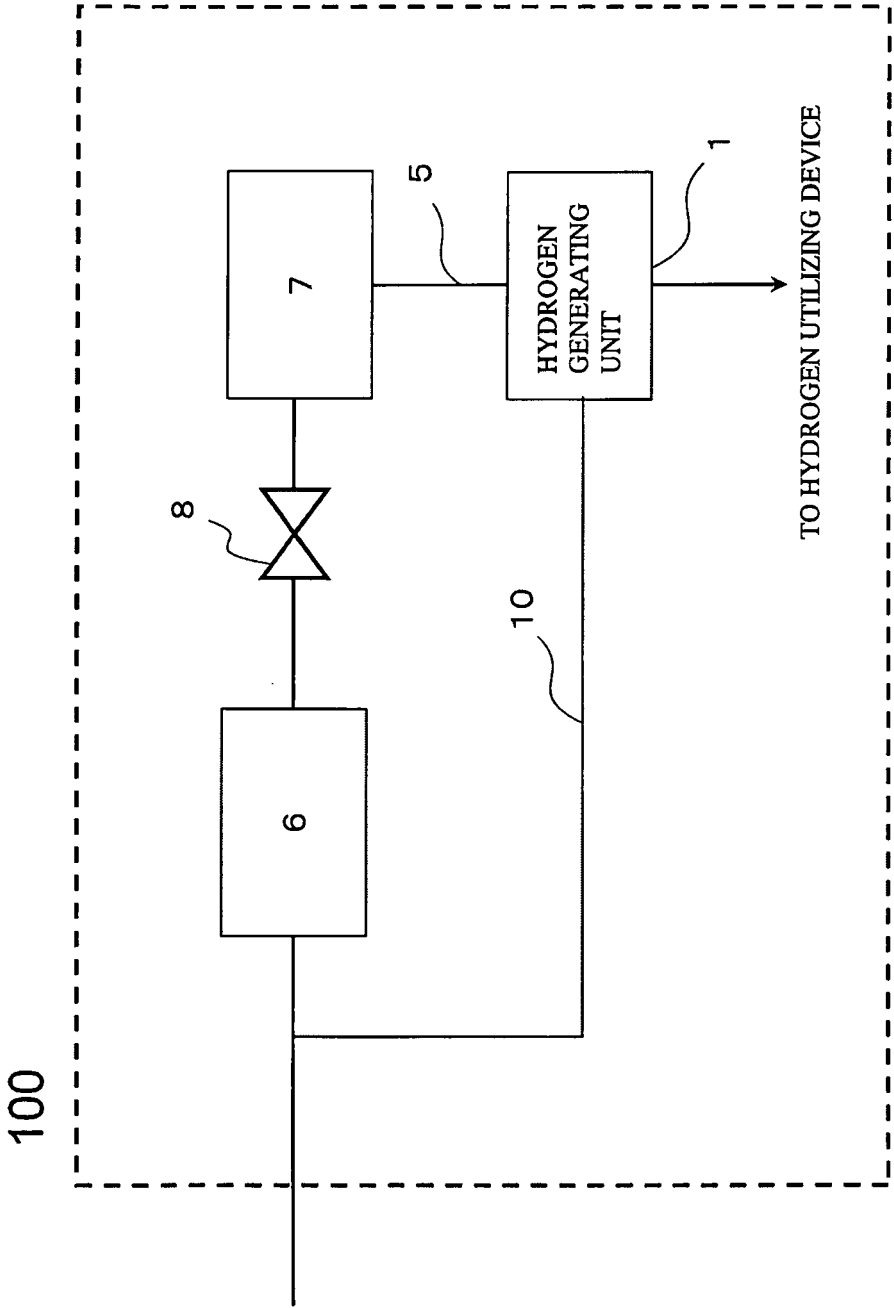 100
6
8
7
5
10
HYDROGEN
GENERATING
UNIT
1
TO HYDROGEN UTILIZING DEVICE